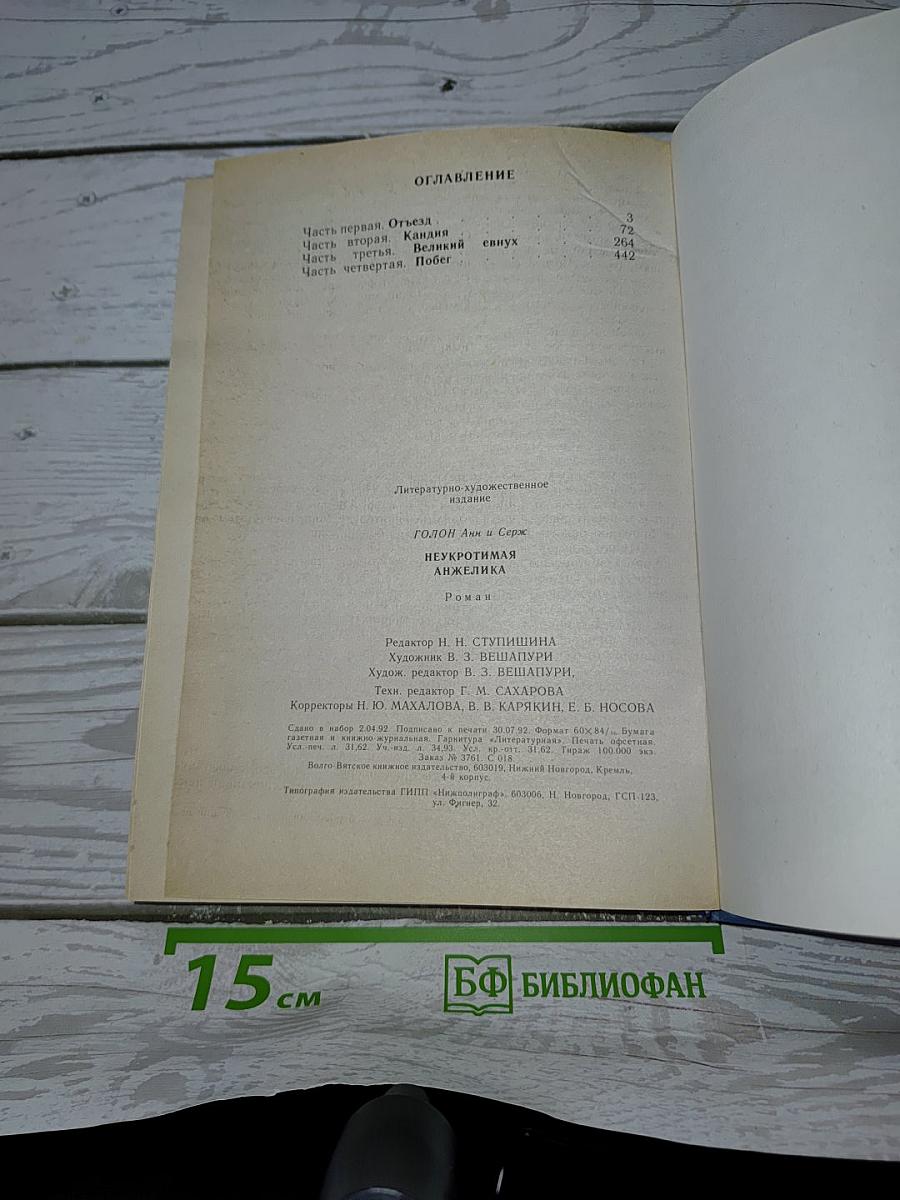 ОГЛАВЛЕНИЕ
Часть первая. Отъезд . . . . . . . 3
Часть вторая. Кандия . . . . . . . 72
Часть третья. Великий евнух . . . . . 264
Часть четвертая. Побег . . . . . . . 442
Литературно-художественное
издание
ГОЛОН Анн и Серж
НЕУКРОТИМАЯ
АНЖЕЛИКА
Роман
Редактор Н. Н. СТУПИШИНА
Художник В. З. ВЕШАПУРИ
Худож. редактор В. З. ВЕШАПУРИ,
Техн. редактор Г. М. САХАРОВА
Корректоры Н. Ю. МАХАЛОВА, В. В. КАРЯКИН, Е. Б. НОСОВА
Сдано в набор 2.04.92. Подписано к печати 30.07.92. Формат 60×84/16. Бумага
газетная и книжно-журнальная. Гарнитура «Литературная». Печать офсетная.
Усл.-печ. л. 31,62. Уч.-изд. л. 34,93. Усл. кр.-отт. 31,62. Тираж 100.000 экз.
Заказ № 3761. С 018.
Волго-Вятское книжное издательство, 603019, Нижний Новгород, Кремль,
4-й корпус.
Типография издательства ГИПП «Нижполиграф», 603006, Н. Новгород, ГСП-123,
ул. Фигнер, 32.
15 см
БФ БИБЛИОФАН